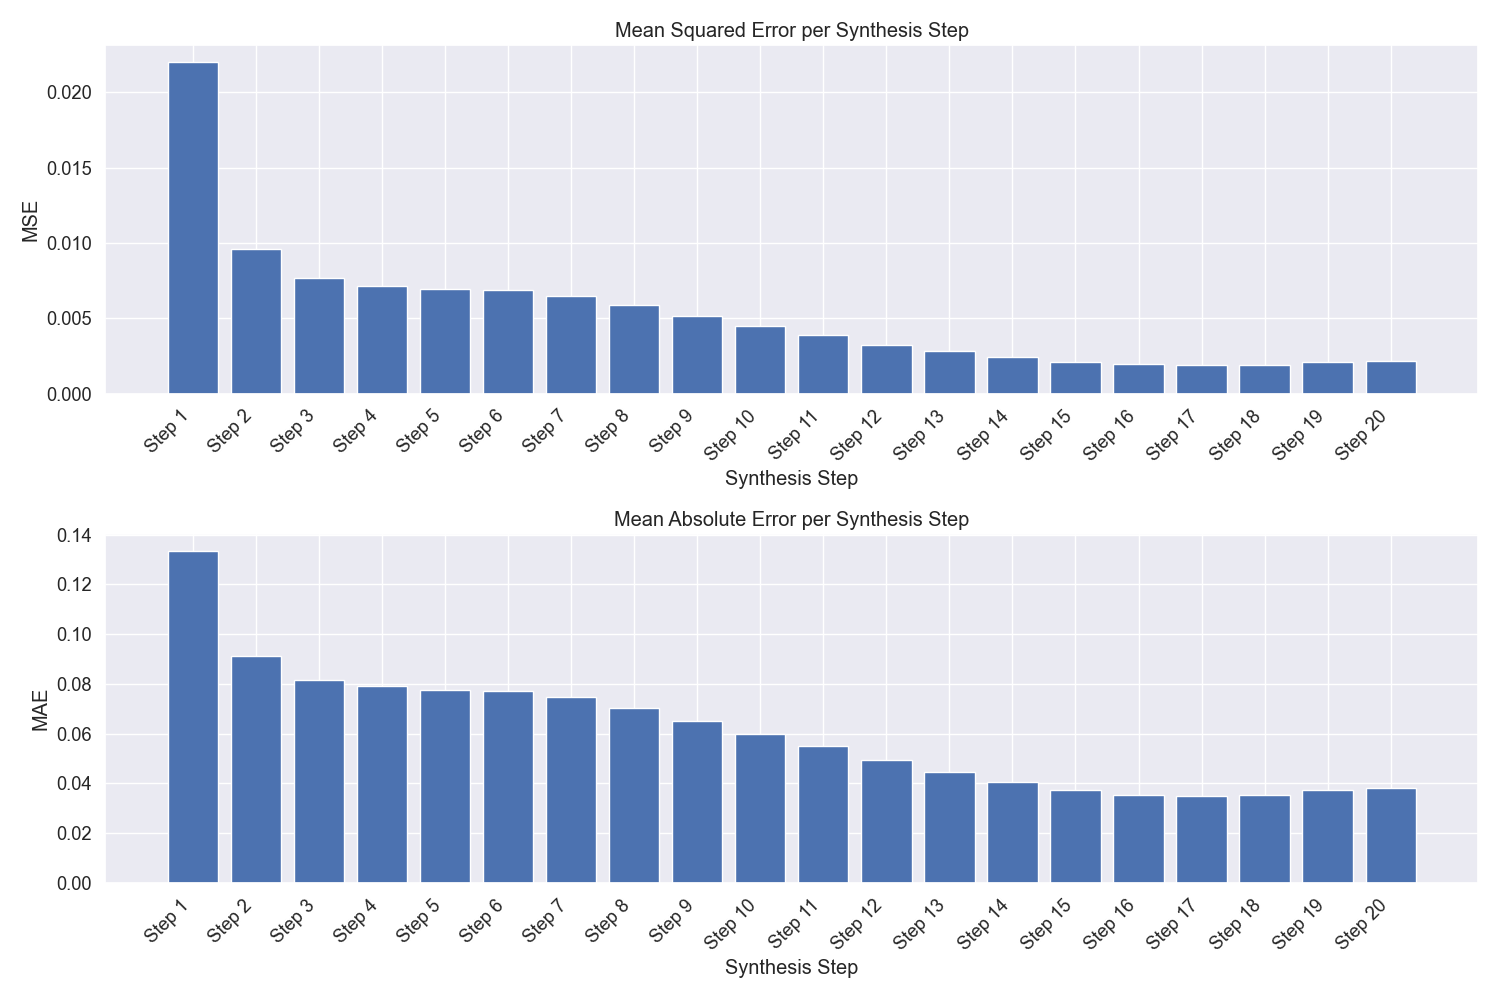 Mean Squared Error per Synthesis Step
MSE
0.020
0.015
0.010
0.005
0.000
Step 1 Step 2 Step 3 Step 4 Step 5 Step 6 Step 7 Step 8 Step 9 Step 10 Step 11 Step 12 Step 13 Step 14 Step 15 Step 16 Step 17 Step 18 Step 19 Step 20
Synthesis Step
Mean Absolute Error per Synthesis Step
MAE
0.14
0.12
0.10
0.08
0.06
0.04
0.02
0.00
Step 1 Step 2 Step 3 Step 4 Step 5 Step 6 Step 7 Step 8 Step 9 Step 10 Step 11 Step 12 Step 13 Step 14 Step 15 Step 16 Step 17 Step 18 Step 19 Step 20
Synthesis Step